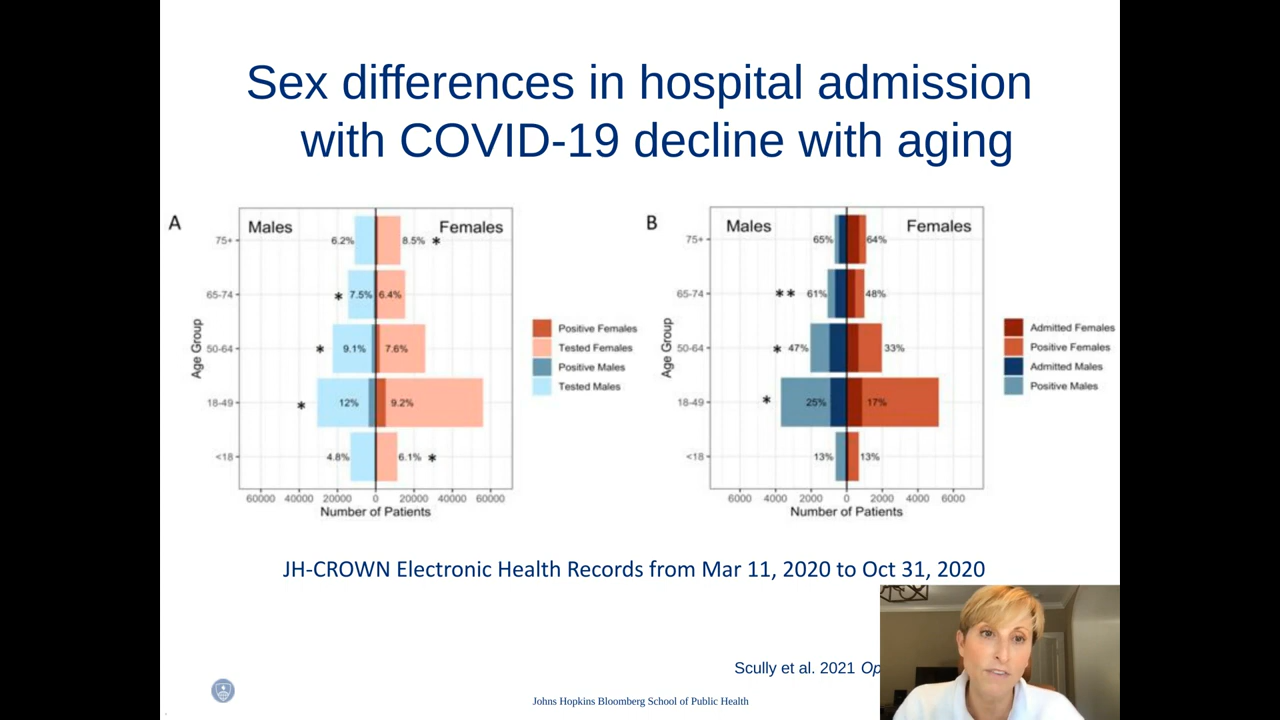 Sex differences in hospital admission
with COVID-19 decline with aging
A
Males
Females
75+
6.2%
8.5% *
65-74
* 7.5%
6.4%
50-64
* 9.1%
7.6%
18-49
* 12%
9.2%
<18
4.8%
6.1% *
Age Group
60000 40000 20000 0 20000 40000 60000
Number of Patients
Positive Females
Tested Females
Positive Males
Tested Males
B
Males
Females
75+
65%
64%
65-74
** 61%
48%
50-64
* 47%
33%
18-49
* 25%
17%
<18
13%
13%
Age Group
6000 4000 2000 0 2000 4000 6000
Number of Patients
Admitted Females
Positive Females
Admitted Males
Positive Males
JH-CROWN Electronic Health Records from Mar 11, 2020 to Oct 31, 2020
Scully et al. 2021 Op
Johns Hopkins Bloomberg School of Public Health